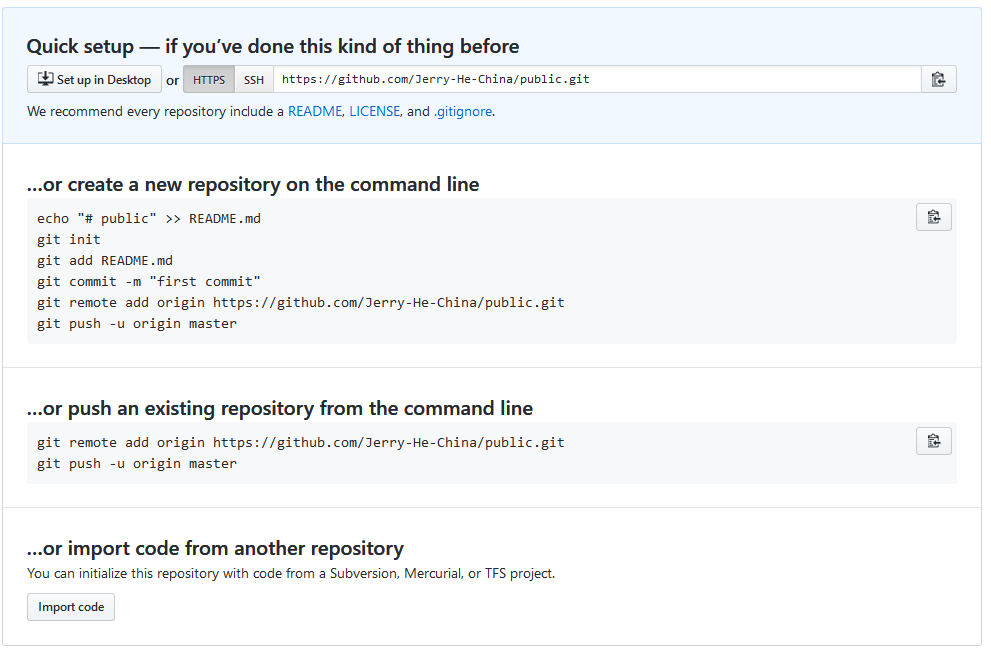 Quick setup — if you’ve done this kind of thing before
Set up in Desktop or HTTPS SSH https://github.com/Jerry-He-China/public.git
We recommend every repository include a README, LICENSE, and .gitignore.
…or create a new repository on the command line
echo "# public" >> README.md
git init
git add README.md
git commit -m "first commit"
git remote add origin https://github.com/Jerry-He-China/public.git
git push -u origin master
…or push an existing repository from the command line
git remote add origin https://github.com/Jerry-He-China/public.git
git push -u origin master
…or import code from another repository
You can initialize this repository with code from a Subversion, Mercurial, or TFS project.
Import code